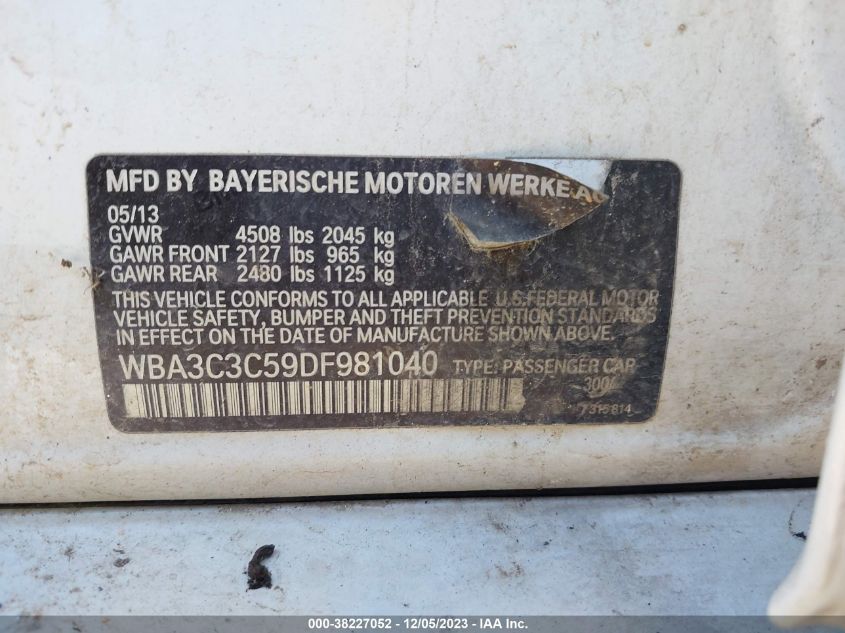 MFD BY BAYERISCHE MOTOREN WERKE AG
05/13
GVWR 4508 lbs 2045 kg
GAWR FRONT 2127 lbs 965 kg
GAWR REAR 2480 lbs 1125 kg
THIS VEHICLE CONFORMS TO ALL APPLICABLE U.S. FEDERAL MOTOR
VEHICLE SAFETY, BUMPER AND THEFT PREVENTION STANDARDS
IN EFFECT ON THE DATE OF MANUFACTURE SHOWN ABOVE.
WBA3C3C59DF981040 TYPE: PASSENGER CAR
7315814
000-38227052 - 12/05/2023 - IAA Inc.